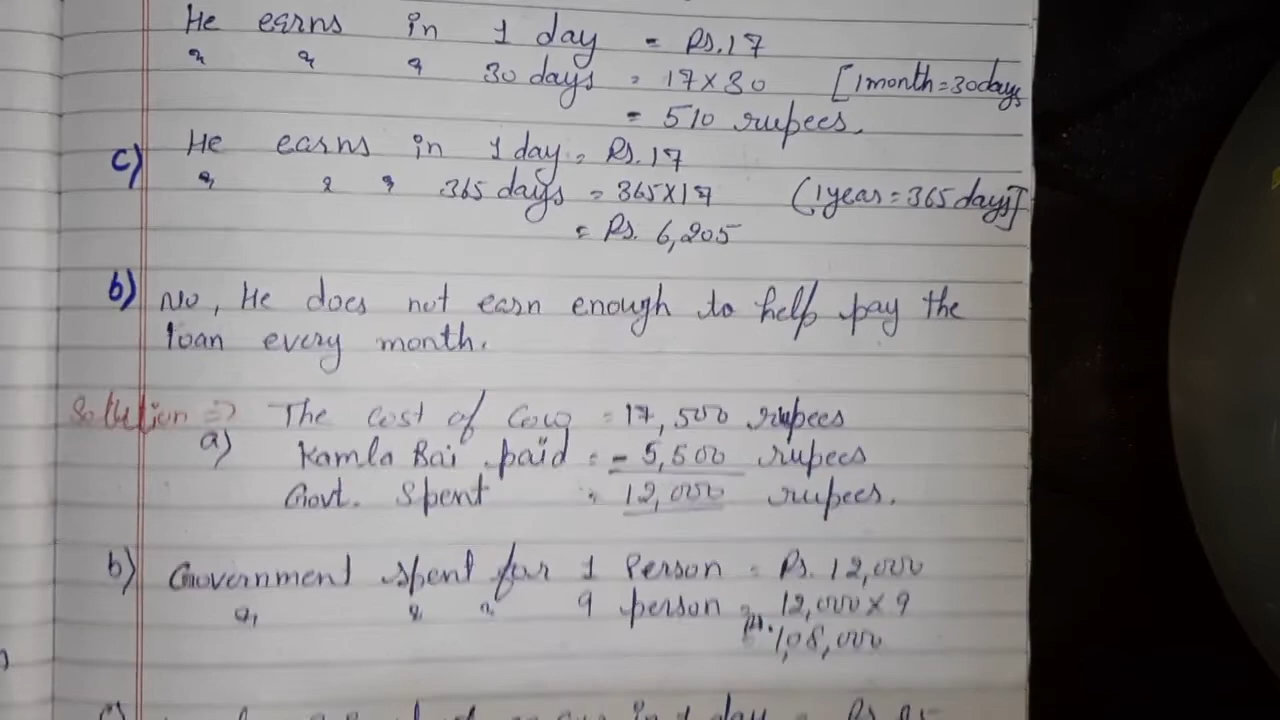 He earns in 1 day = Rs. 17
" " " 30 days = 17 × 30 [1 month = 30 days
= 510 rupees.
c) He earns in 1 day = Rs. 17
" " " 365 days = 365 × 17 (1 year = 365 days]
= Rs. 6,205
b) No, He does not earn enough to help pay the
loan every month.
Solution ⇒ The cost of Cow = 17,500 rupees
a) Kamla Bai paid = - 5,500 rupees
Govt. Spent = 12,000 rupees.
b) Government spent for 1 Person = Rs. 12,000
" " " 9 person = 12,000 × 9
Rs. 1,08,000
in 1 day = Rs